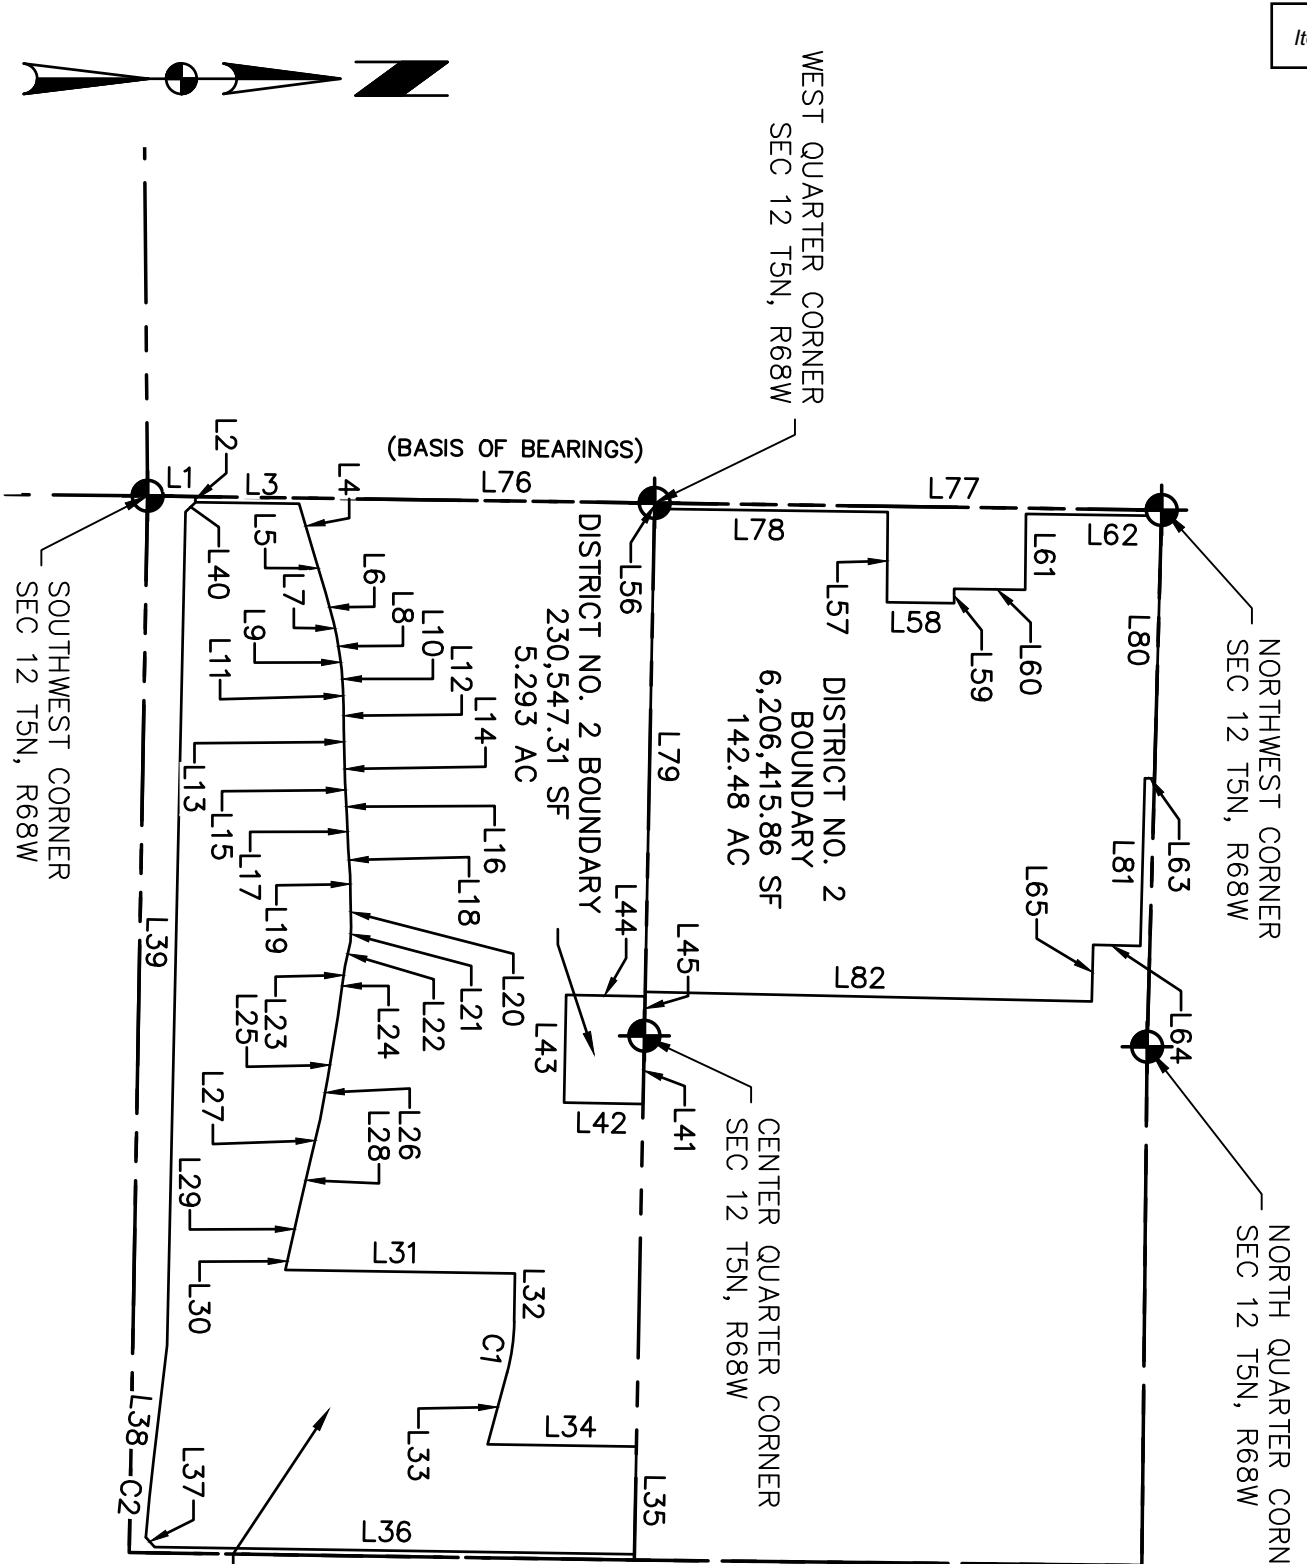 Ite
WEST QUARTER CORNER
SEC 12 T5N, R68W
NORTHWEST CORNER
SEC 12 T5N, R68W
NORTH QUARTER CORN
SEC 12 T5N, R68W
CENTER QUARTER CORNER
SEC 12 T5N, R68W
SOUTHWEST CORNER
SEC 12 T5N, R68W
(BASIS OF BEARINGS)
DISTRICT NO. 2
BOUNDARY
6,206,415.86 SF
142.48 AC
DISTRICT NO. 2 BOUNDARY
230,547.31 SF
5.293 AC
N
L1
L2
L3
L4
L5
L6
L7
L8
L9
L10
L11
L12
L13
L14
L15
L16
L17
L18
L19
L20
L21
L22
L23
L24
L25
L26
L27
L28
L29
L30
L31
L32
C1
L33
L34
L35
L36
L37
C2
L38
L39
L40
L41
L42
L43
L44
L45
L56
L57
L58
L59
L60
L61
L62
L63
L64
L65
L76
L77
L78
L79
L80
L81
L82